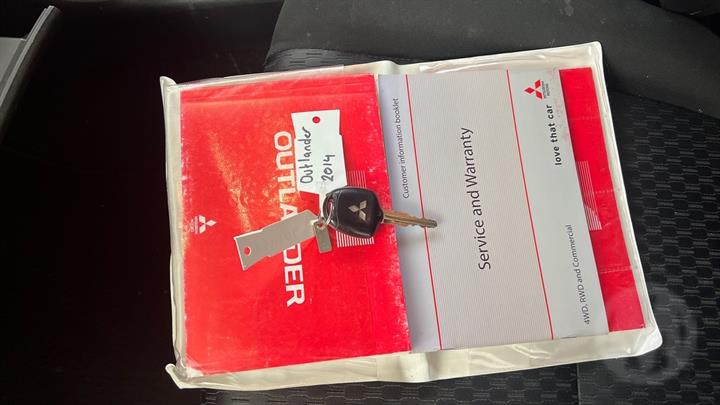 OUTLANDER
Outlander
2014
Customer information booklet
Service and Warranty
love that car
4WD, RWD and Commercial